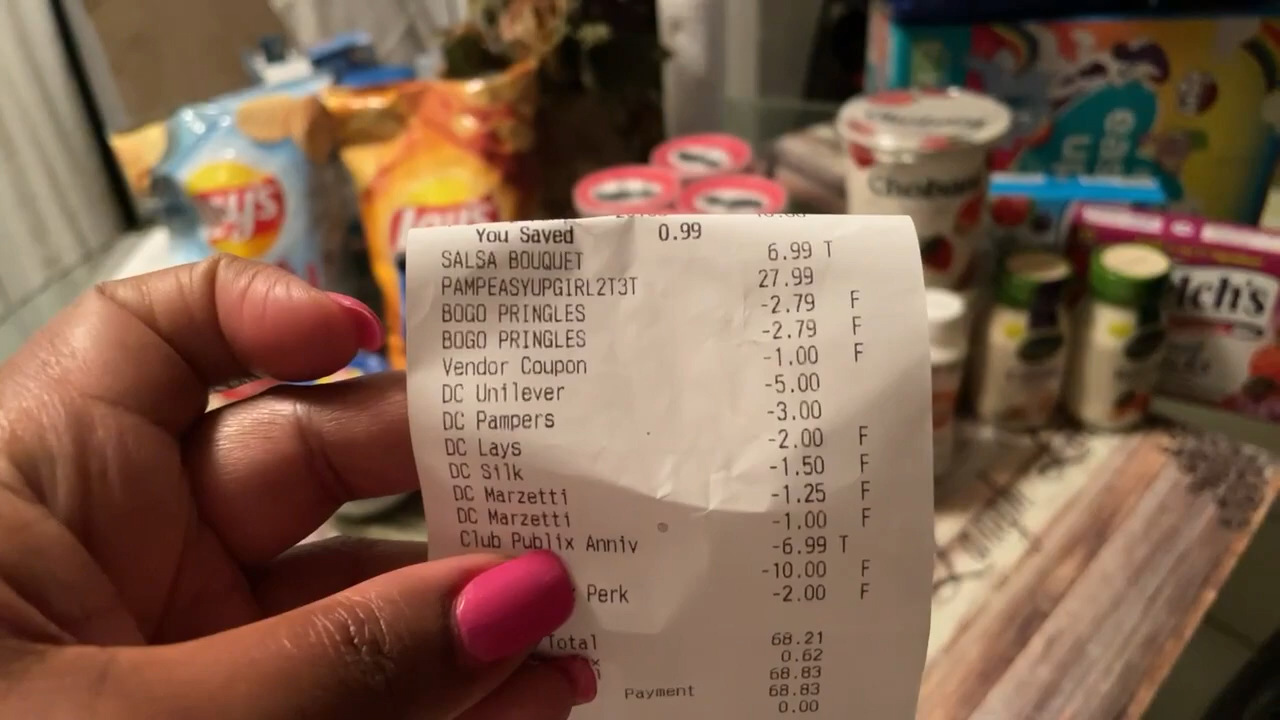 You Saved 0.99
SALSA BOUQUET 6.99 T
PAMPEASYUPGIRL2T3T 27.99
BOGO PRINGLES -2.79 F
BOGO PRINGLES -2.79 F
Vendor Coupon -1.00 F
DC Unilever -5.00
DC Pampers -3.00
DC Lays -2.00 F
DC Silk -1.50 F
DC Marzetti -1.25 F
DC Marzetti -1.00 F
Club Publix Anniv -6.99 T
-10.00 F
Perk -2.00 F
Total 68.21
0.62
68.83
Payment 68.83
0.00
Lay's
Lay's
Chobani